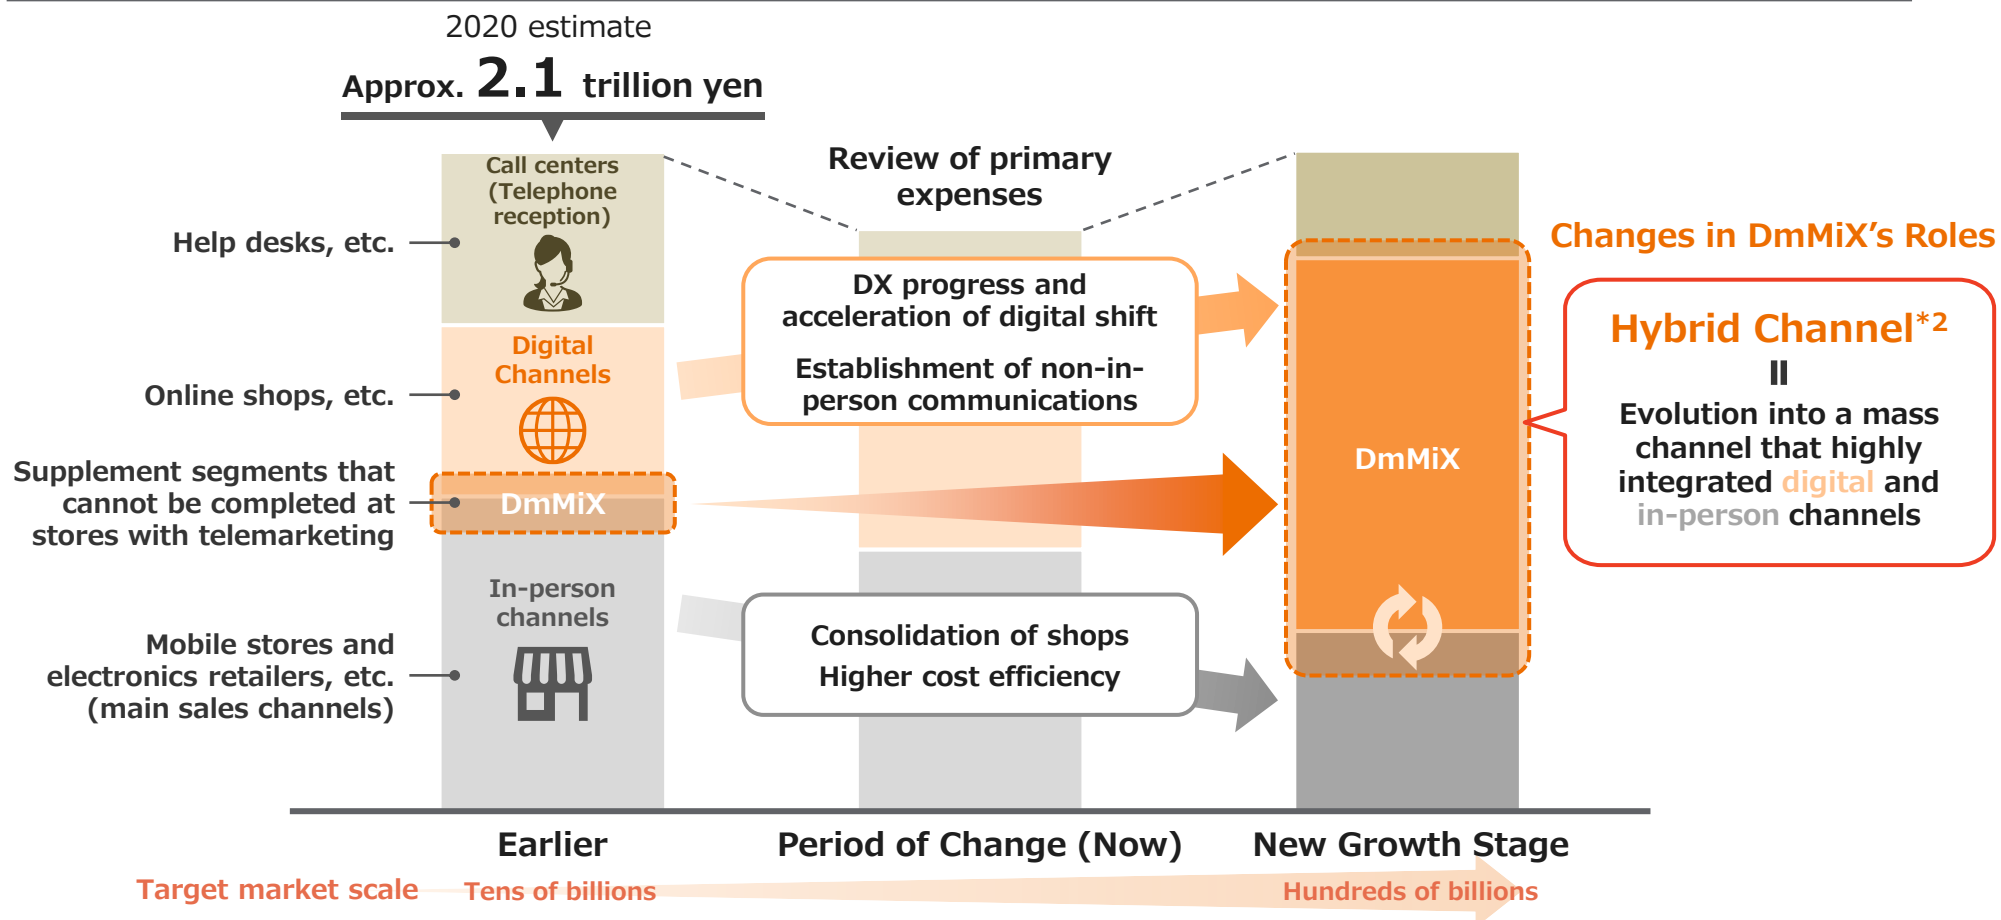 2020 estimate
Approx. 2.1 trillion yen
Call centers
(Telephone
reception)
Help desks, etc.
Digital
Channels
Online shops, etc.
Supplement segments that
cannot be completed at
stores with telemarketing
DmMiX
In-person
channels
Mobile stores and
electronics retailers, etc.
(main sales channels)
Review of primary
expenses
DX progress and
acceleration of digital shift
Establishment of non-in-
person communications
Consolidation of shops
Higher cost efficiency
DmMiX
Changes in DmMiX’s Roles
Hybrid Channel*2
=
Evolution into a mass
channel that highly
integrated digital and
in-person channels
Earlier
Period of Change (Now)
New Growth Stage
Target market scale
Tens of billions
Hundreds of billions